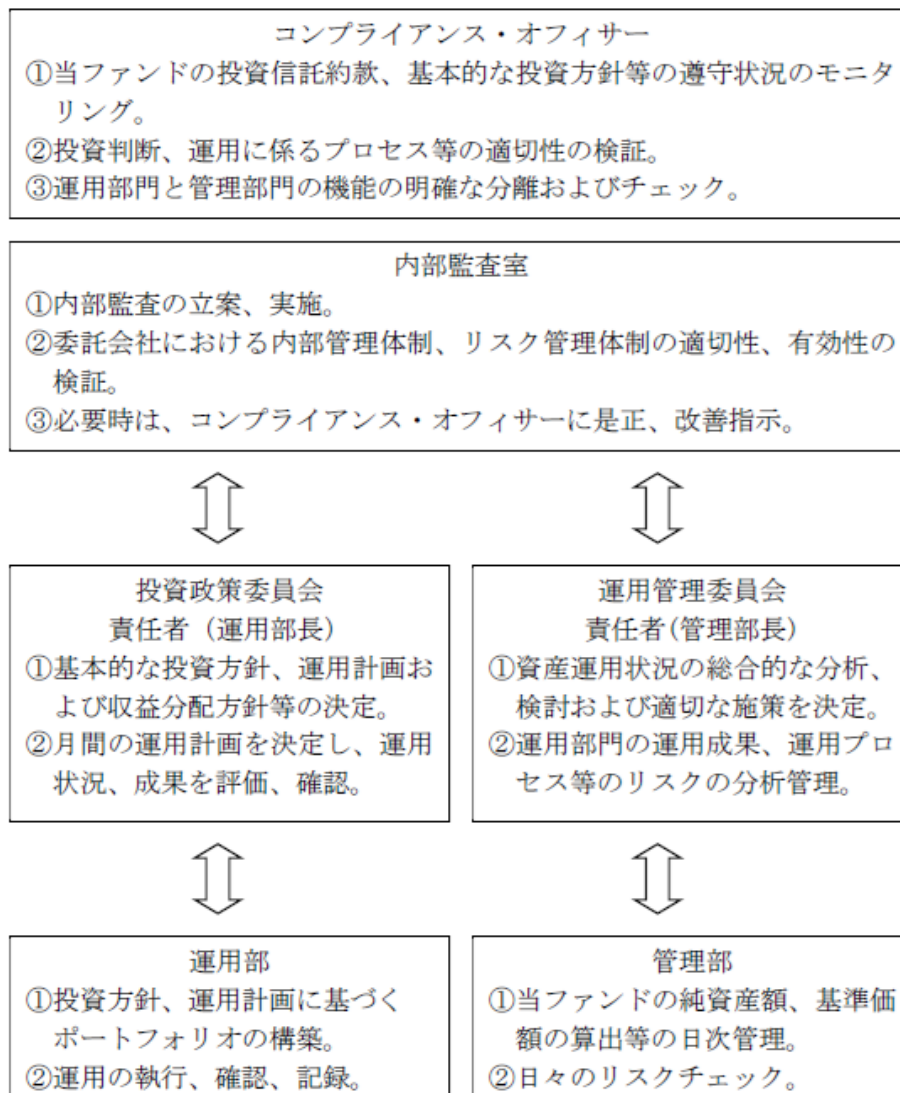 コンプライアンス・オフィサー
①当ファンドの投資信託約款、基本的な投資方針等の遵守状況のモニタ
リング。
②投資判断、運用に係るプロセス等の適切性の検証。
③運用部門と管理部門の機能の明確な分離およびチェック。
内部監査室
①内部監査の立案、実施。
②委託会社における内部管理体制、リスク管理体制の適切性、有効性の
検証。
③必要時は、コンプライアンス・オフィサーに是正、改善指示。
投資政策委員会
責任者（運用部長）
①基本的な投資方針、運用計画お
よび収益分配方針等の決定。
②月間の運用計画を決定し、運用
状況、成果を評価、確認。
運用管理委員会
責任者(管理部長)
①資産運用状況の総合的な分析、
検討および適切な施策を決定。
②運用部門の運用成果、運用プロ
セス等のリスクの分析管理。
運用部
①投資方針、運用計画に基づく
ポートフォリオの構築。
②運用の執行、確認、記録。
管理部
①当ファンドの純資産額、基準価
額の算出等の日次管理。
②日々のリスクチェック。